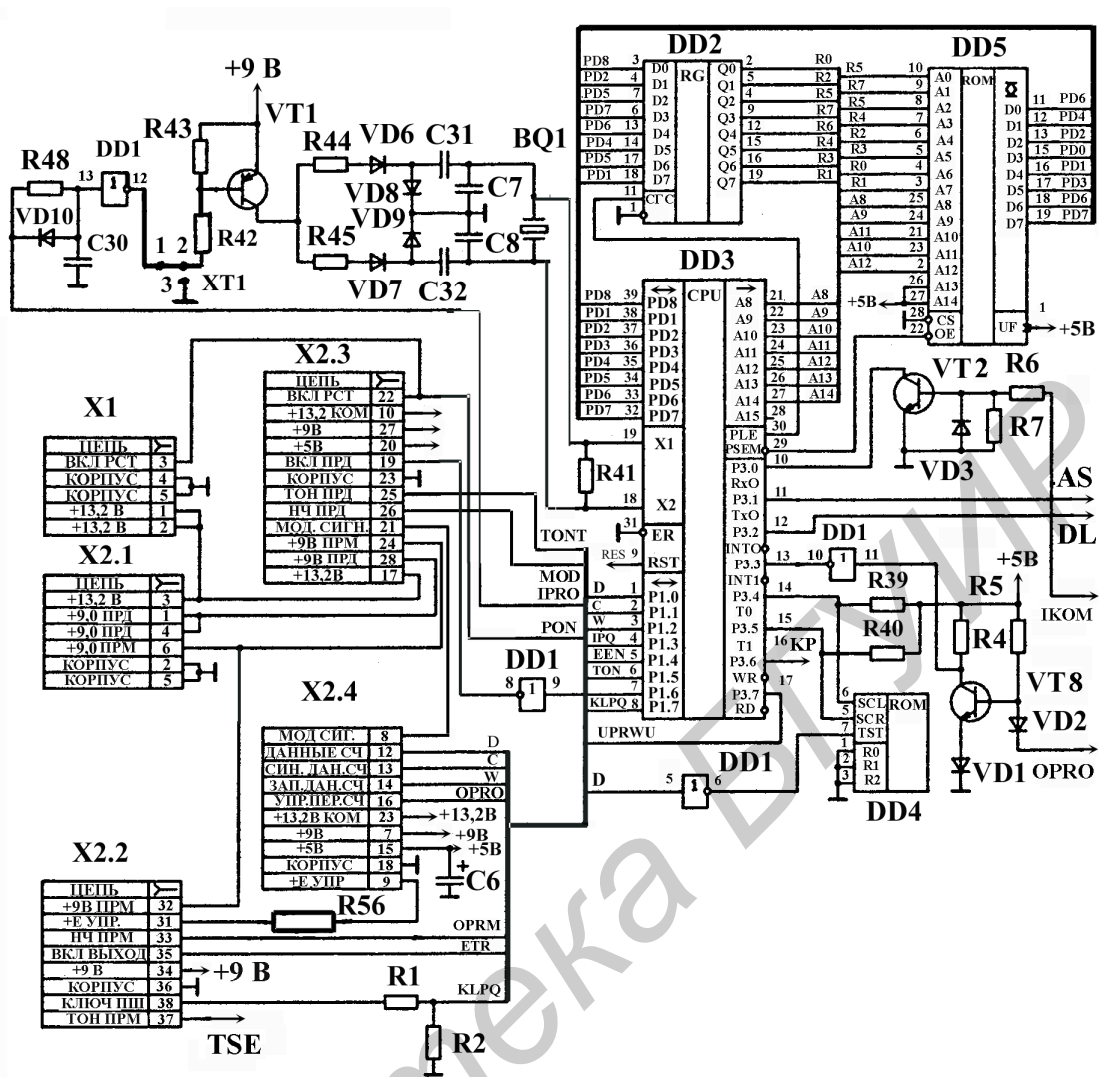 +9 В
VT1
R43
DD1
R48
13
1
12
VD10
C30
R42
1 2
3
XT1
R44
VD6
C31
BQ1
VD8
C7
VD9
R45
C8
VD7
C32
DD2
RG
PD8 3 D0 Q0 2 R0
PD2 4 D1 Q1 5 R2
PD5 7 D2 Q2 4 R5
PD7 6 D3 Q3 9 R7
PD6 13 D4 Q4 12 R6
PD4 14 D5 Q5 15 R4
PD5 17 D6 Q6 16 R3
PD1 18 D7 Q7 19 R1
11
1
DD5
ROM
R5 10 A0
R7 9 A1
R5 8 A2
R4 7 A3
R2 6 A4
R3 5 A5
R0 4 A6
R1 3 A7
A8 25 A8
A9 24 A9
A11 21 A10
A10 23 A11
A12 2 A12
26 A13
27 A14
+5В
28 CS
22 OE
D0 11 PD6
D1 12 PD4
D2 13 PD2
D3 15 PD0
D4 16 PD1
D5 17 PD3
D6 18 PD6
D7 19 PD7
UF 1
+5В
DD3
CPU
PD8 39 PD8
PD1 38 PD1
PD2 37 PD2
PD3 36 PD3
PD4 35 PD4
PD5 34 PD5
PD6 33 PD6
PD7 32 PD7
19 X1
R41
18 X2
31 ER
RES 9 RST
D 1 P1.0
C 2 P1.1
W 3 P1.2
IPQ 4 P1.3
EEN 5 P1.4
TON 6 P1.5
7 P1.6
KLPQ 8 P1.7
A8 21 A8
A9 22 A9
A10 23 A10
A11 24 A11
A12 25 A12
A13 26 A13
A14 27 A14
A15 28
PLE 30
PSEM 29
P3.0 10
RxO
P3.1 11
TxO
P3.2 12
INTO
P3.3 13
INT1
P3.4 14
T0
P3.5 15
T1
P3.6 16 KP
WR
P3.7 17
RD
VT2
R6
R7
VD3
AS
DL
DD1
10
1
11
+5В
R39
R5
R40
R4
IKOM
VT8
VD2
VD1
OPRO
6 SCL
5 SCR
7 TST
1 R0
2 R1
3 R2
ROM
DD4
UPRWU
D
5
DD1
1
6
X1
ЦЕПЬ
ВКЛ РСТ 3
КОРПУС 4
КОРПУС 5
+13,2 В 1
+13,2 В 2
X2.1
ЦЕПЬ
+13,2 В 3
+9,0 ПРД 1
+9,0 ПРД 4
+9,0 ПРМ 6
КОРПУС 2
КОРПУС 5
X2.3
ЦЕПЬ
ВКЛ РСТ 22
+13,2 КОМ 10
+9В 27
+5В 20
ВКЛ ПРД 19
КОРПУС 23
ТОН ПРД 25
НЧ ПРД 26
МОД. СИГН. 21
+9В ПРМ 24
+9В ПРД 28
+13,2В 17
TONT
MOD
IPRO
PON
DD1
8
1
9
X2.4
МОД СИГ. 8
ДАННЫЕ СЧ 12
СИН. ДАН.СЧ 13
ЗАП.ДАН.СЧ 14
УПР.ПЕР.СЧ 16
+13,2В КОМ 23
+9В 7
+5В 15
КОРПУС 18
+Е УПР 9
D
C
W
OPRO
+13,2В
+9В
+5В
+
C6
X2.2
ЦЕПЬ
+9В ПРМ 32
+Е УПР. 31
НЧ ПРМ 33
ВКЛ ВЫХОД 35
+9 В 34
КОРПУС 36
КЛЮЧ ПШ 38
ТОН ПРМ 37
R56
OPRM
ETR
+9 В
KLPQ
R1
R2
TSE
тека БГУИР